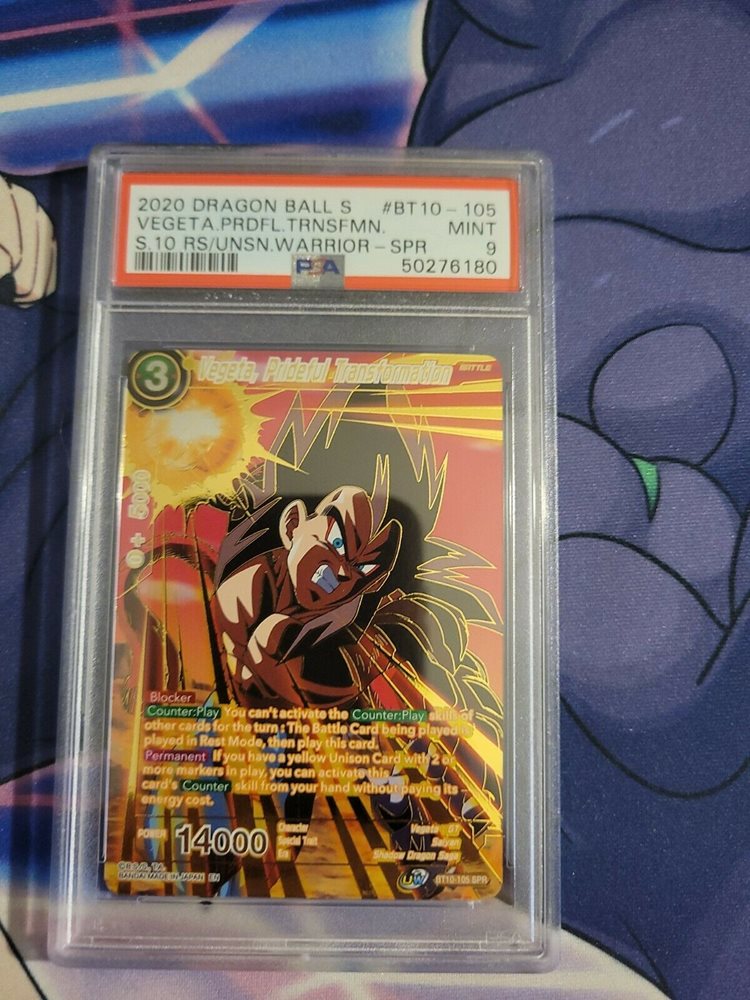 2020 DRAGON BALL S #BT10-105
VEGETA.PRDFL.TRNSFMN. MINT
S.10 RS/UNSN.WARRIOR-SPR 9
PSA 50276180
3 Vegeta, Prideful Transformation BATTLE
5000
Blocker
Counter:Play You can't activate the Counter:Play skills of
other cards for the turn : The Battle Card being played is
played in Rest Mode, then play this card.
Permanent If you have a yellow Unison Card with 2 or
more markers in play, you can activate this
card's Counter skill from your hand without paying its
energy cost.
POWER 14000
Character Vegeta : GT
Special Trait Saiyan
Era Shadow Dragon Saga
©B.S./S., T.A.
BANDAI MADE IN JAPAN EN
UW BT10-105 SPR